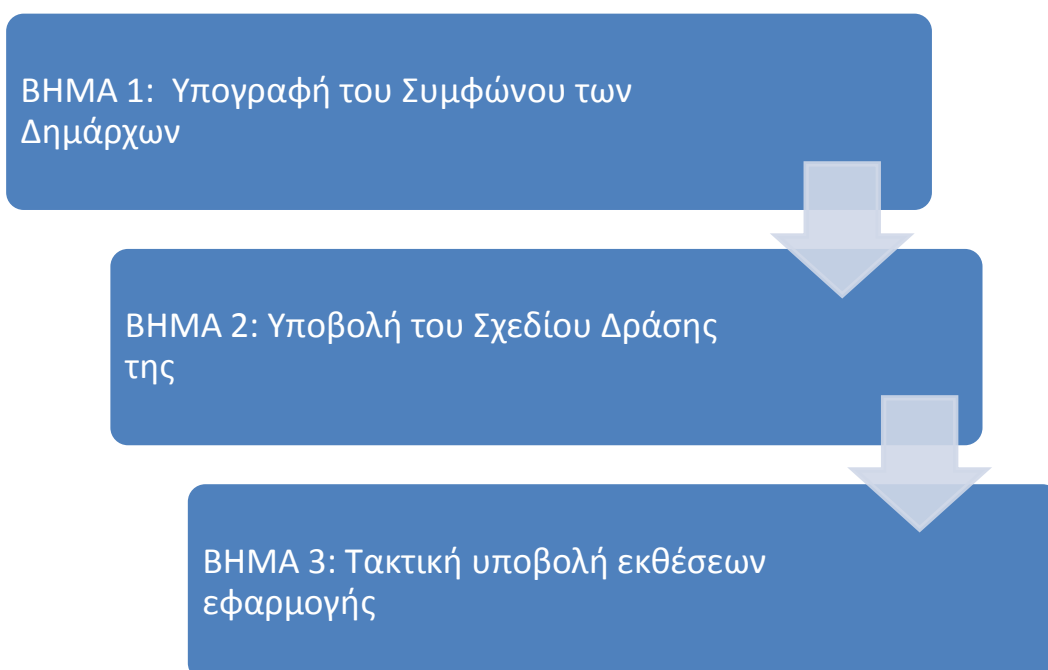 ΒΗΜΑ 1:  Υπογραφή του Συμφώνου των
Δημάρχων
ΒΗΜΑ 2: Υποβολή του Σχεδίου Δράσης
της
ΒΗΜΑ 3: Τακτική υποβολή εκθέσεων
εφαρμογής